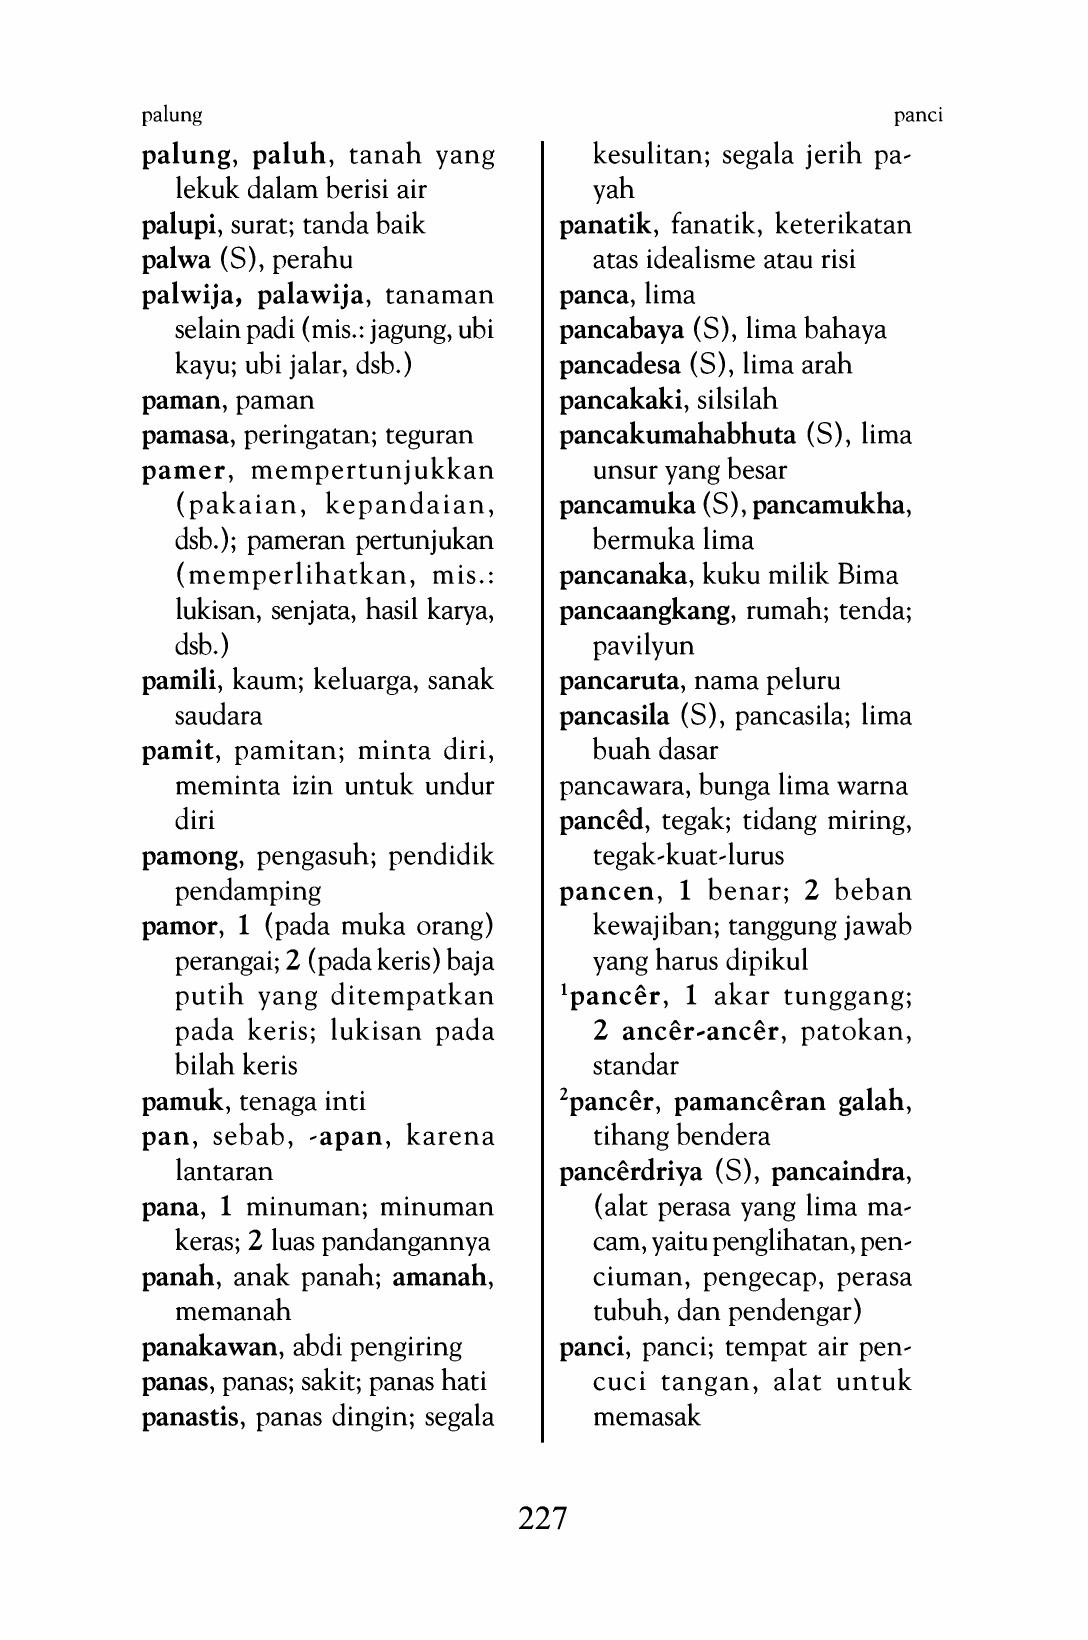 palung
panci
palung, paluh, tanah yang
lekuk dalam berisi air
palupi, surat; tanda baik
palwa (S), perahu
palwija, palawija, tanaman
selain padi (mis.: jagung, ubi
kayu; ubi jalar, dsb.)
paman, paman
pamasa, peringatan; teguran
pamer, mempertunjukkan
(pakaian, kepandaian,
dsb.); pameran pertunjukan
(memperlihatkan, mis.:
lukisan, senjata, hasil karya,
dsb.)
pamili, kaum; keluarga, sanak
saudara
pamit, pamitan; minta diri,
meminta izin untuk undur
diri
pamong, pengasuh; pendidik
pendamping
pamor, 1 (pada muka orang)
perangai; 2 (pada keris) baja
putih yang ditempatkan
pada keris; lukisan pada
bilah keris
pamuk, tenaga inti
pan, sebab, -apan, karena
lantaran
pana, 1 minuman; minuman
keras; 2 luas pandangannya
panah, anak panah; amanah,
memanah
panakawan, abdi pengiring
panas, panas; sakit; panas hati
panastis, panas dingin; segala
kesulitan; segala jerih pa-
yah
panatik, fanatik, keterikatan
atas idealisme atau risi
panca, lima
pancabaya (S), lima bahaya
pancadesa (S), lima arah
pancakaki, silsilah
pancakumahabhuta (S), lima
unsur yang besar
pancamuka (S), pancamukha,
bermuka lima
pancanaka, kuku milik Bima
pancaangkang, rumah; tenda;
pavilyun
pancaruta, nama peluru
pancasila (S), pancasila; lima
buah dasar
pancawara, bunga lima warna
pancêd, tegak; tidang miring,
tegak-kuat-lurus
pancen, 1 benar; 2 beban
kewajiban; tanggung jawab
yang harus dipikul
¹pancêr, 1 akar tunggang;
2 ancêr-ancêr, patokan,
standar
²pancêr, pamancêran galah,
tihang bendera
pancêrdriya (S), pancaindra,
(alat perasa yang lima ma-
cam, yaitu penglihatan, pen-
ciuman, pengecap, perasa
tubuh, dan pendengar)
panci, panci; tempat air pen-
cuci tangan, alat untuk
memasak
227